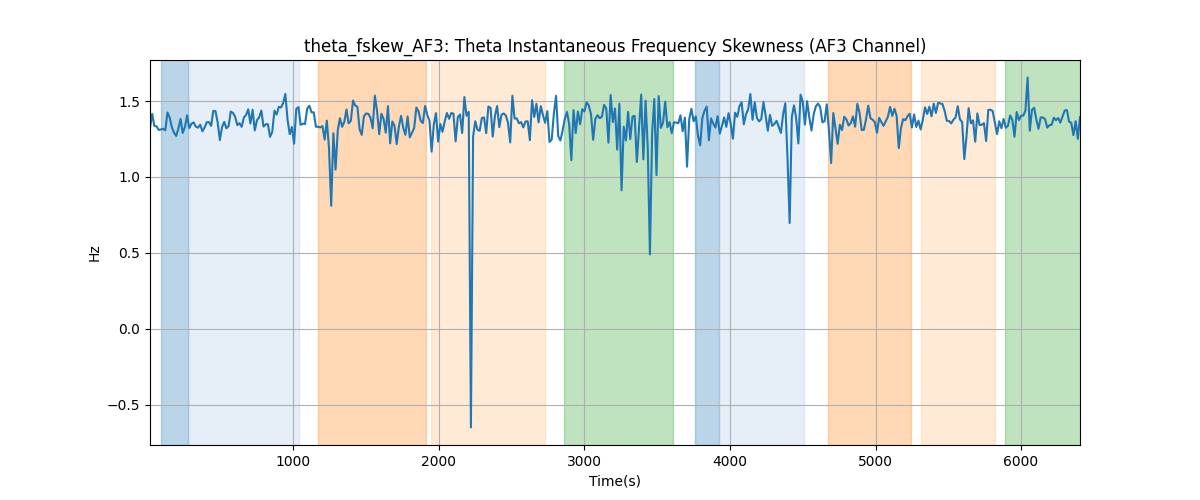 theta_fskew_AF3: Theta Instantaneous Frequency Skewness (AF3 Channel)
1.5
1.0
0.5
0.0
−0.5
Hz
1000 2000 3000 4000 5000 6000
Time(s)